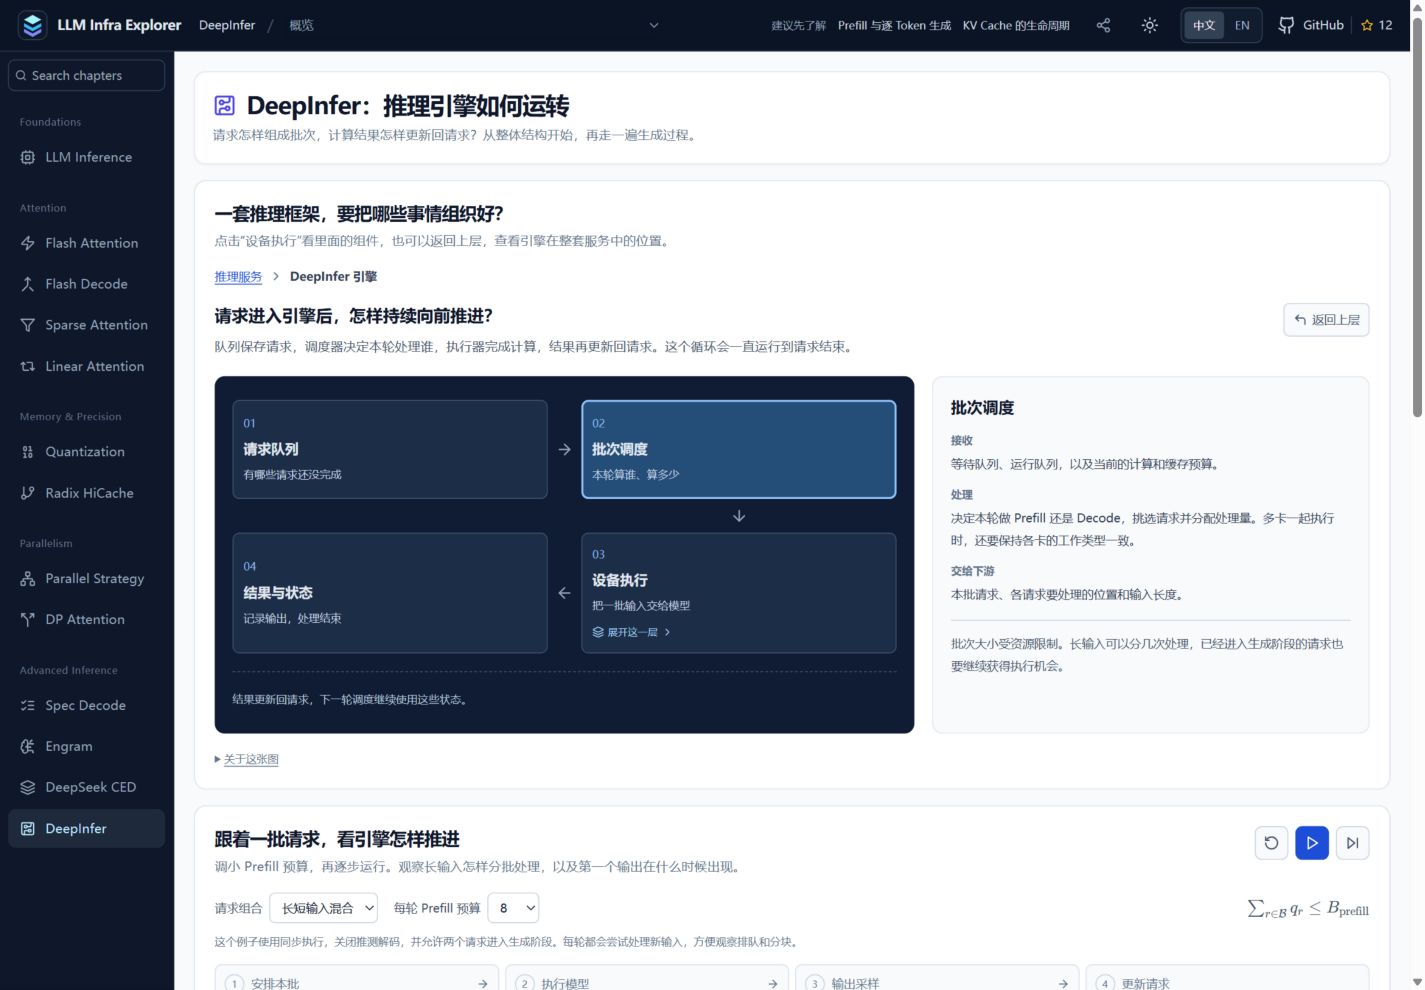 LLM Infra Explorer
DeepInfer / 概览
建议先了解 Prefill 与逐 Token 生成 KV Cache 的生命周期
中文 EN
GitHub 12
Search chapters
Foundations
LLM Inference
Attention
Flash Attention
Flash Decode
Sparse Attention
Linear Attention
Memory & Precision
Quantization
Radix HiCache
Parallelism
Parallel Strategy
DP Attention
Advanced Inference
Spec Decode
Engram
DeepSeek CED
DeepInfer
DeepInfer：推理引擎如何运转
请求怎样组成批次，计算结果怎样更新回请求？从整体结构开始，再走一遍生成过程。
一套推理框架，要把哪些事情组织好？
点击“设备执行”看里面的组件，也可以返回上层，查看引擎在整套服务中的位置。
推理服务 > DeepInfer 引擎
请求进入引擎后，怎样持续向前推进？
返回上层
队列保存请求，调度器决定本轮处理谁，执行器完成计算，结果再更新回请求。这个循环会一直运行到请求结束。
01
请求队列
有哪些请求还没完成
→
02
批次调度
本轮算谁、算多少
↓
03
设备执行
把一批输入交给模型
展开这一层 >
←
04
结果与状态
记录输出，处理结束
结果更新回请求，下一轮调度继续使用这些状态。
批次调度
接收
等待队列、运行队列，以及当前的计算和缓存预算。
处理
决定本轮做 Prefill 还是 Decode，挑选请求并分配处理量。多卡一起执行
时，还要保持各卡的工作类型一致。
交给下游
本批请求、各请求要处理的位置和输入长度。
批次大小受资源限制。长输入可以分几次处理，已经进入生成阶段的请求也
要继续获得执行机会。
关于这张图
跟着一批请求，看引擎怎样推进
调小 Prefill 预算，再逐步运行。观察长输入怎样分批处理，以及第一个输出在什么时候出现。
请求组合 长短输入混合 每轮 Prefill 预算 8
∑r∈B qr ≤ Bprefill
这个例子使用同步执行，关闭推测解码，并允许两个请求进入生成阶段。每轮都会尝试处理新输入，方便观察排队和分块。
1 安排本批 →
2 执行模型 →
3 输出采样 →
4 更新请求